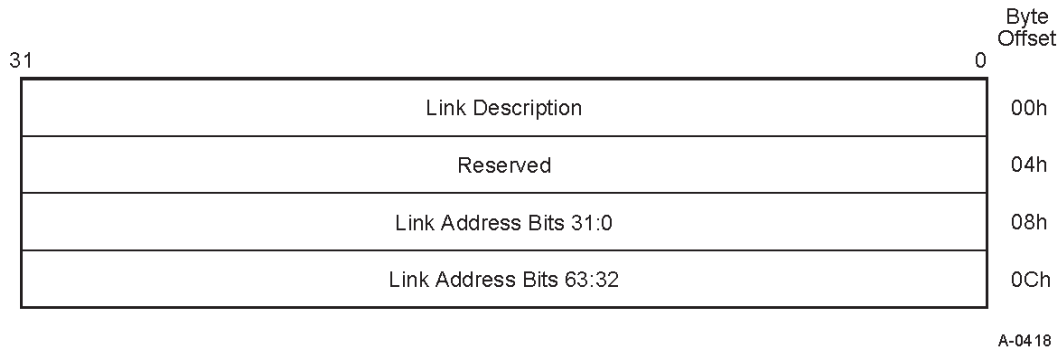 Byte
Offset
31 0
Link Description 00h
Reserved 04h
Link Address Bits 31:0 08h
Link Address Bits 63:32 0Ch
A-0418